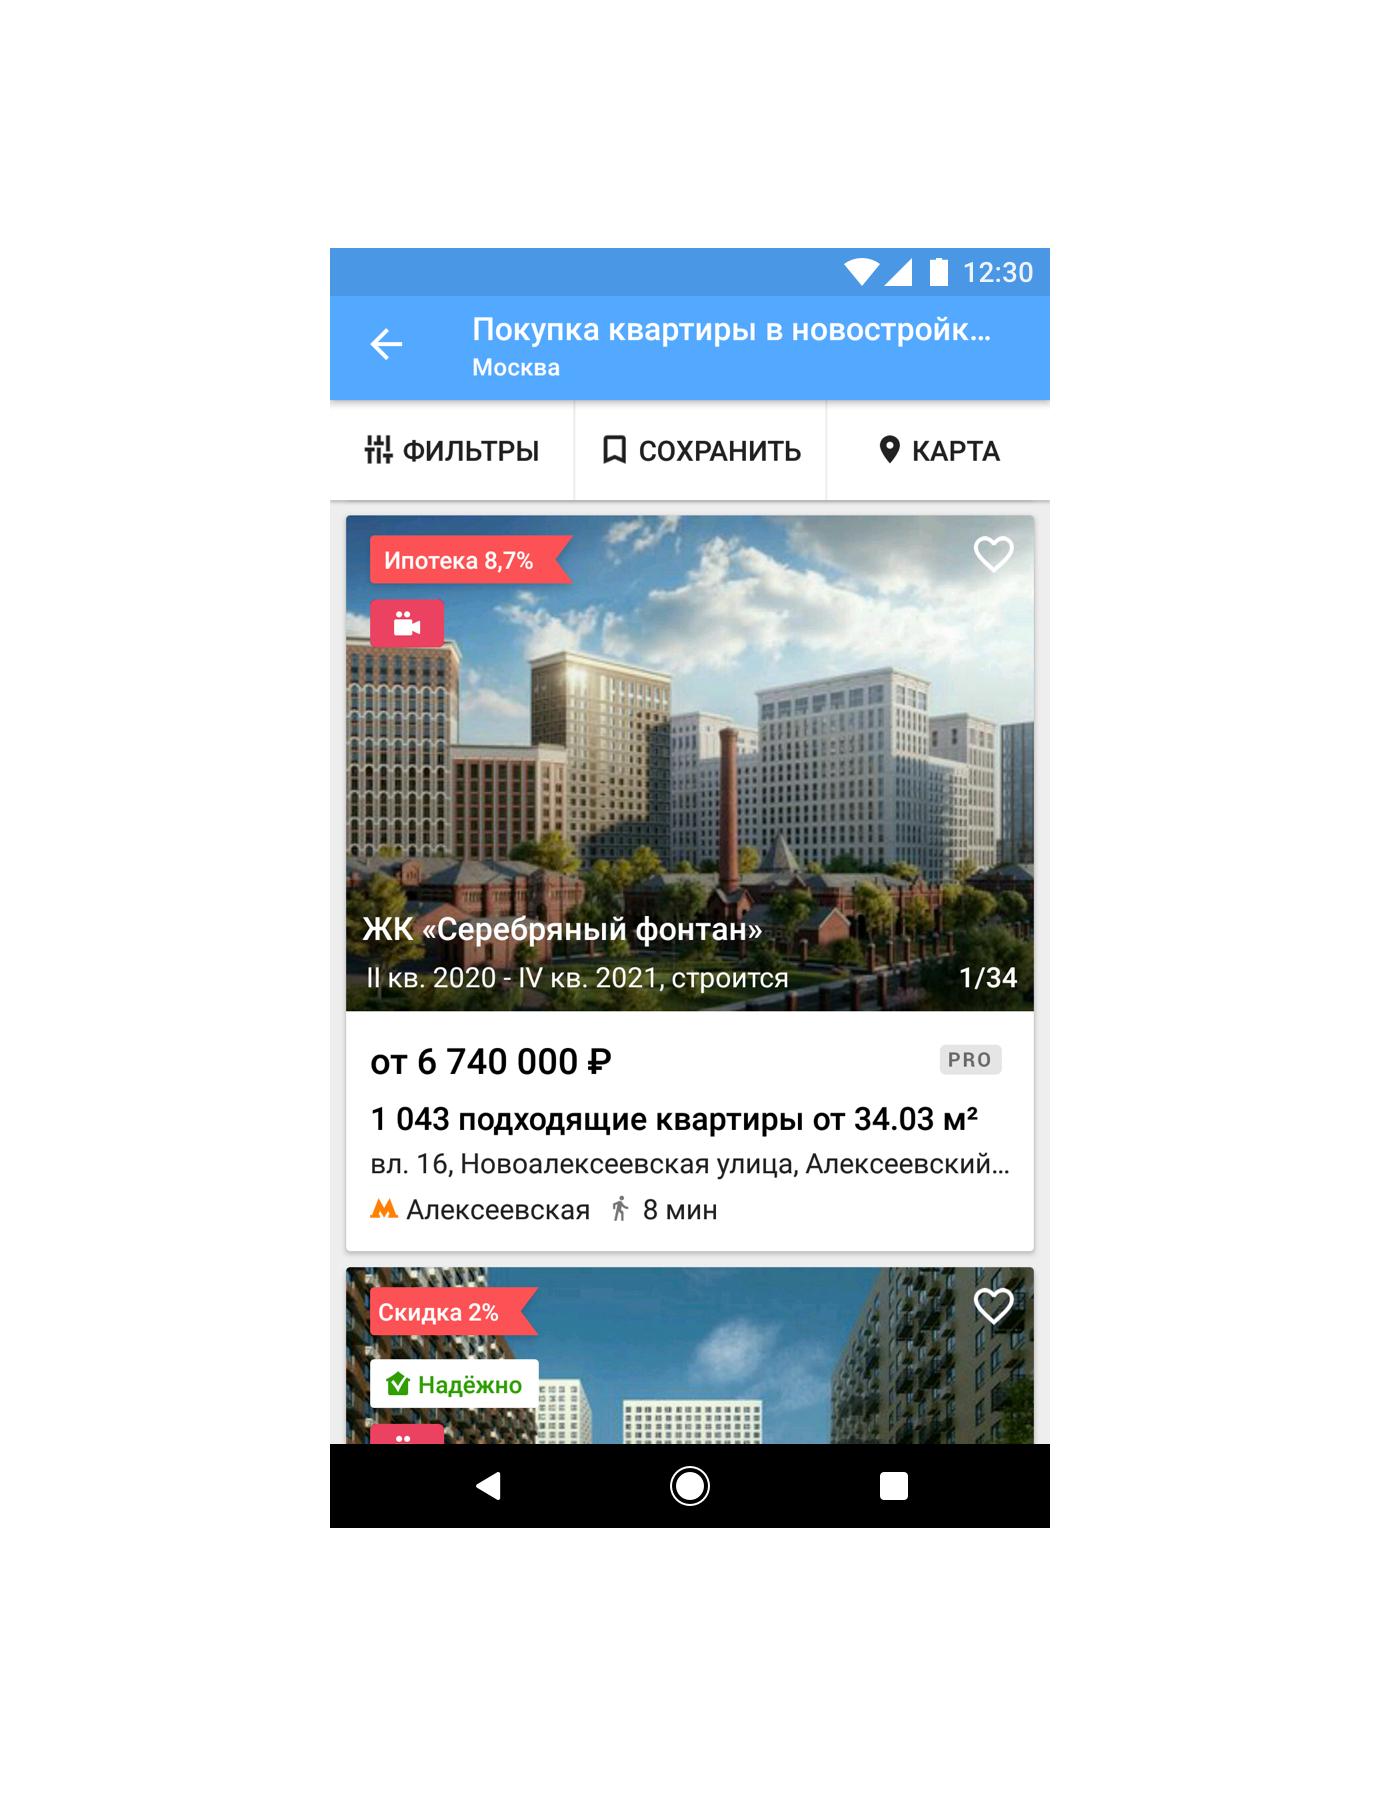 12:30
Покупка квартиры в новостройк...
Москва
ФИЛЬТРЫ
СОХРАНИТЬ
КАРТА
Ипотека 8,7%
ЖК «Серебряный фонтан»
II кв. 2020 - IV кв. 2021, строится
1/34
от 6 740 000 ₽
PRO
1 043 подходящие квартиры от 34.03 м²
вл. 16, Новоалексеевская улица, Алексеевский...
Алексеевская 8 мин
Скидка 2%
Надёжно